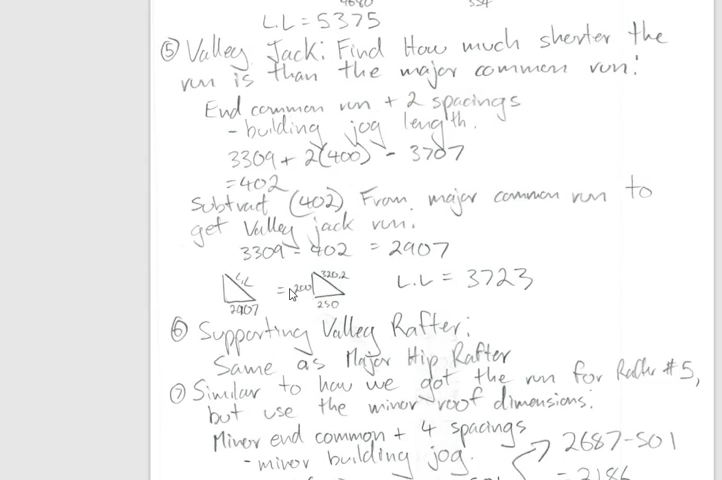 L.L = 5375
⑤ Valley Jack: Find How much shorter the
run is than the major common run:
End common run + 2 spacings
- building jog length.
3309 + 2(400) - 3707
= 402
Subtract (402) From major common run to
get Valley jack run.
3309 - 402 = 2907
L.L = 200 320.2 L.L = 3723
2907 250
⑥ Supporting Valley Rafter:
Same as Major Hip Rafter
⑦ Similar to how we got the run for Rafter #5,
but use the minor roof dimensions:
Minor end common + 4 spacings
- minor building jog. 2687-501
= 2186